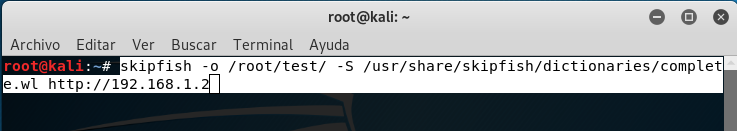 root@kali: ~
Archivo Editar Ver Buscar Terminal Ayuda
root@kali:~# skipfish -o /root/test/ -S /usr/share/skipfish/dictionaries/complet
e.wl http://192.168.1.2